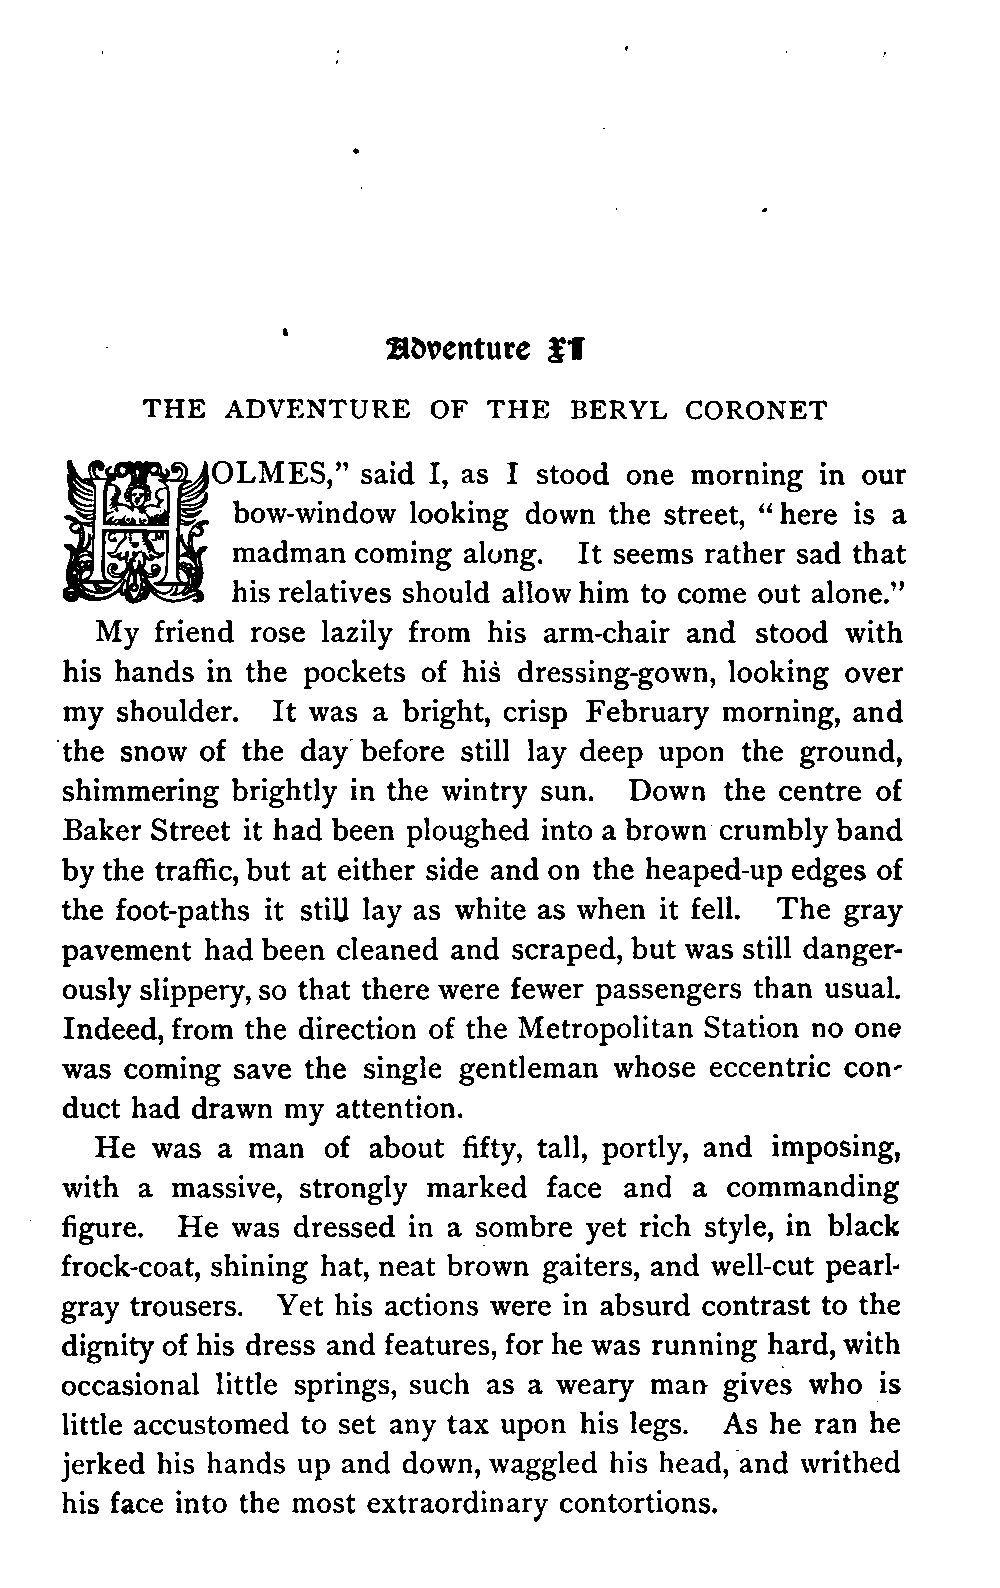 Adventure XI
THE ADVENTURE OF THE BERYL CORONET
HOLMES,” said I, as I stood one morning in our
bow-window looking down the street, “here is a
madman coming along. It seems rather sad that
his relatives should allow him to come out alone.”
My friend rose lazily from his arm-chair and stood with
his hands in the pockets of his dressing-gown, looking over
my shoulder. It was a bright, crisp February morning, and
the snow of the day before still lay deep upon the ground,
shimmering brightly in the wintry sun. Down the centre of
Baker Street it had been ploughed into a brown crumbly band
by the traffic, but at either side and on the heaped-up edges of
the foot-paths it still lay as white as when it fell. The gray
pavement had been cleaned and scraped, but was still danger-
ously slippery, so that there were fewer passengers than usual.
Indeed, from the direction of the Metropolitan Station no one
was coming save the single gentleman whose eccentric con-
duct had drawn my attention.
He was a man of about fifty, tall, portly, and imposing,
with a massive, strongly marked face and a commanding
figure. He was dressed in a sombre yet rich style, in black
frock-coat, shining hat, neat brown gaiters, and well-cut pearl-
gray trousers. Yet his actions were in absurd contrast to the
dignity of his dress and features, for he was running hard, with
occasional little springs, such as a weary man gives who is
little accustomed to set any tax upon his legs. As he ran he
jerked his hands up and down, waggled his head, and writhed
his face into the most extraordinary contortions.